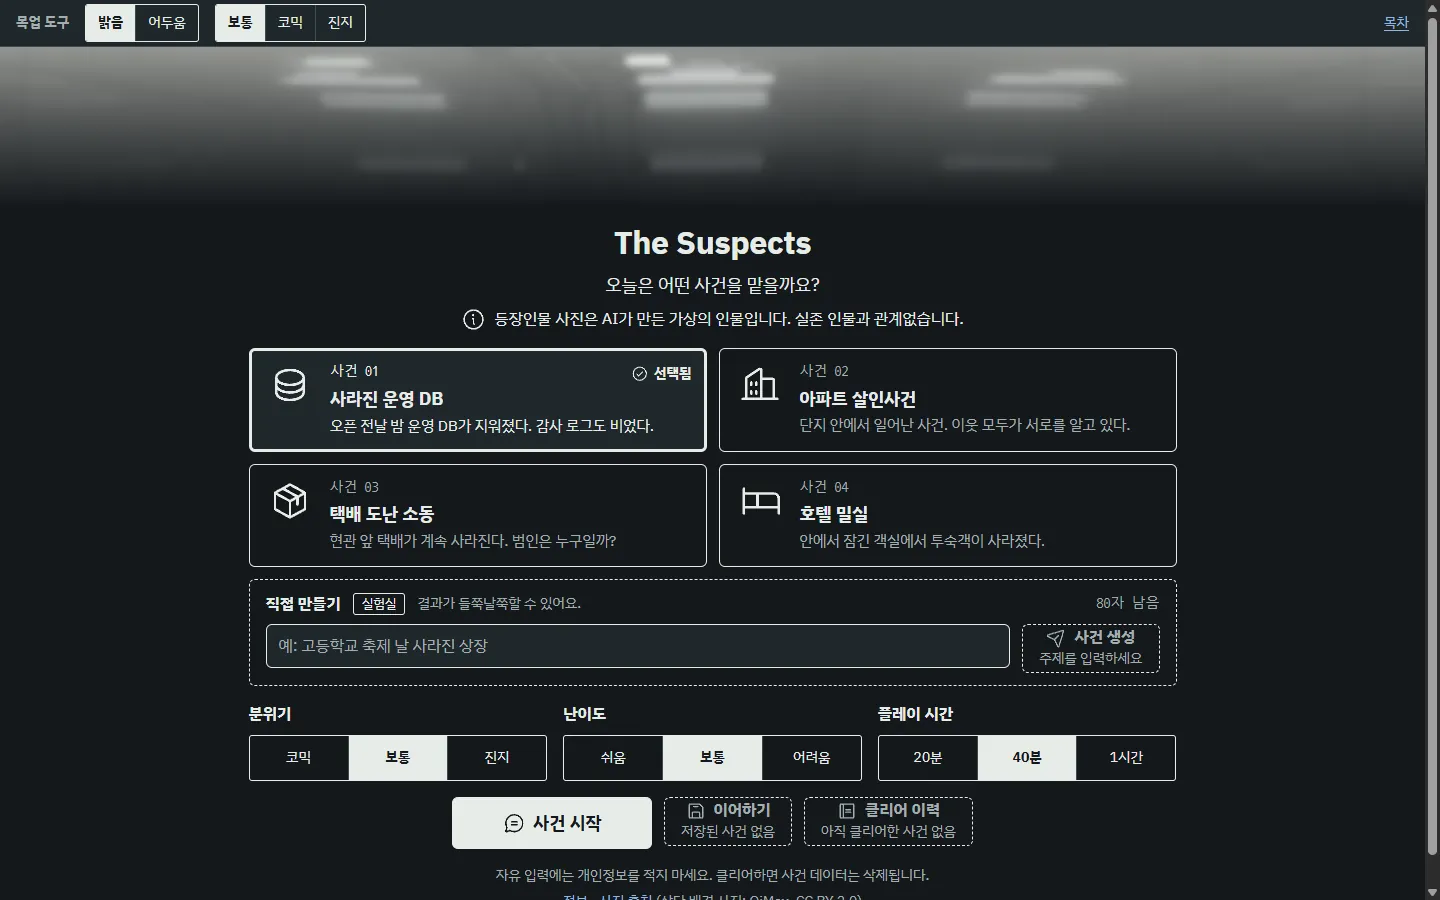 목업 도구 밝음 어두움 보통 코믹 진지 목차
The Suspects
오늘은 어떤 사건을 맡을까요?
등장인물 사진은 AI가 만든 가상의 인물입니다. 실존 인물과 관계없습니다.
사건 01 선택됨
사라진 운영 DB
오픈 전날 밤 운영 DB가 지워졌다. 감사 로그도 비었다.
사건 02
아파트 살인사건
단지 안에서 일어난 사건. 이웃 모두가 서로를 알고 있다.
사건 03
택배 도난 소동
현관 앞 택배가 계속 사라진다. 범인은 누구일까?
사건 04
호텔 밀실
안에서 잠긴 객실에서 투숙객이 사라졌다.
직접 만들기 실험실 결과가 들쭉날쭉할 수 있어요. 80자 남음
예: 고등학교 축제 날 사라진 상장
사건 생성
주제를 입력하세요
분위기
코믹 보통 진지
난이도
쉬움 보통 어려움
플레이 시간
20분 40분 1시간
사건 시작
이어하기
저장된 사건 없음
클리어 이력
아직 클리어한 사건 없음
자유 입력에는 개인정보를 적지 마세요. 클리어하면 사건 데이터는 삭제됩니다.